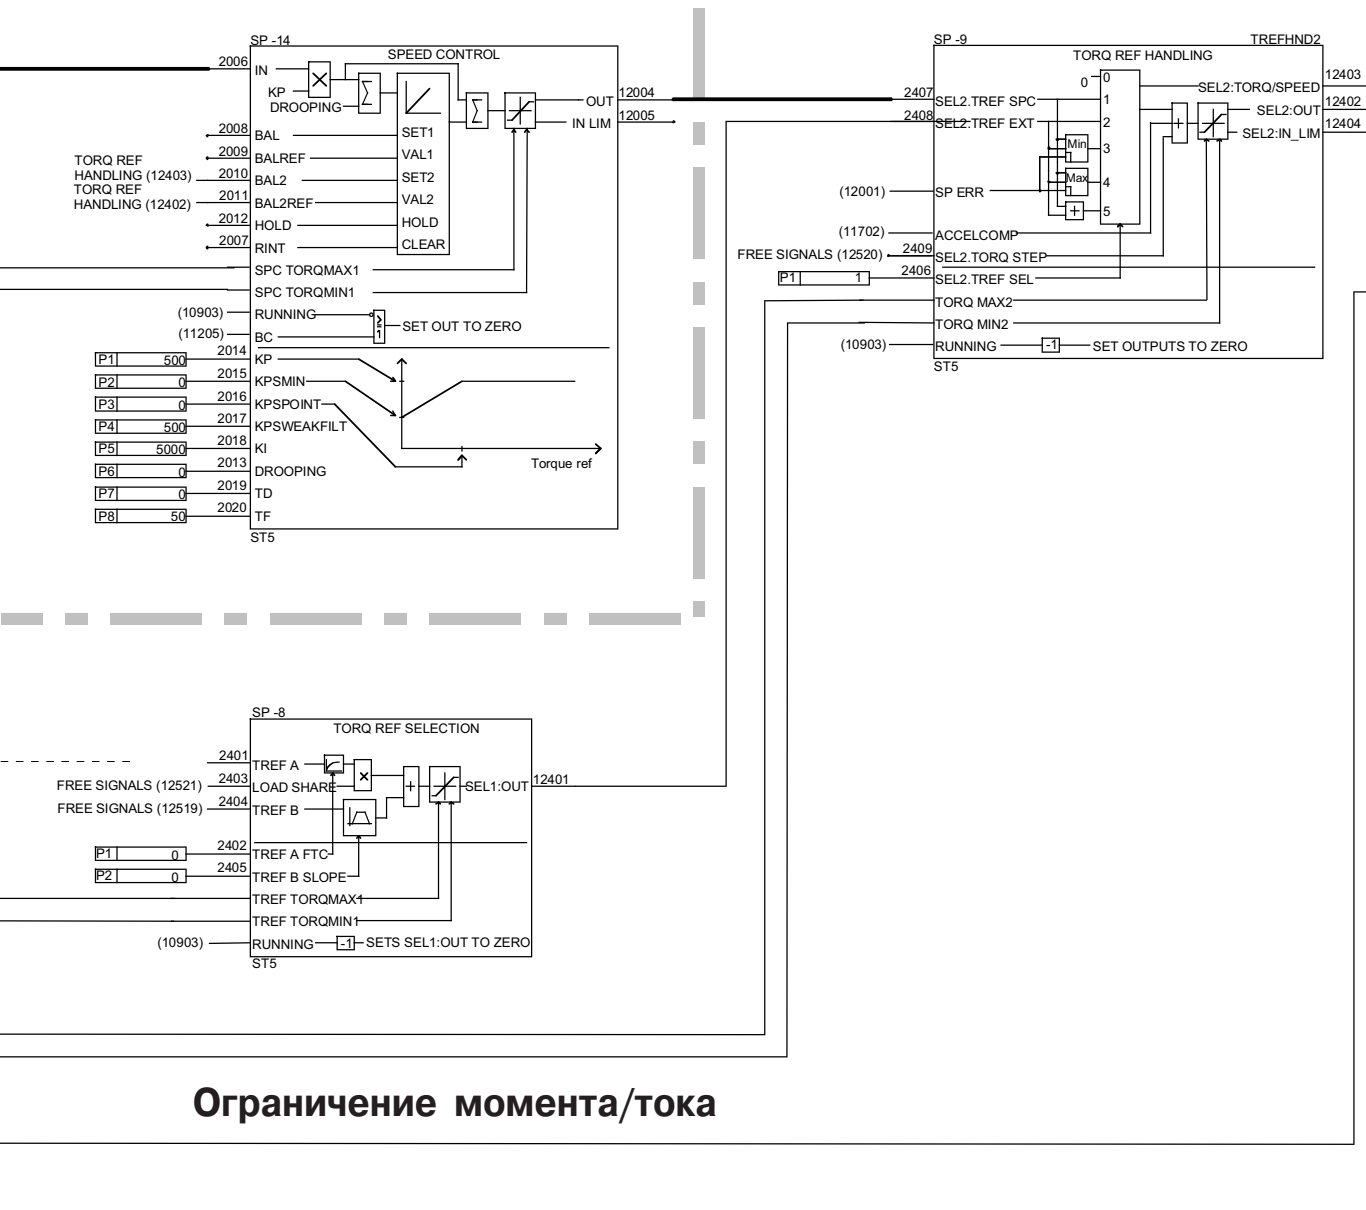 SP -14
SPEED CONTROL
2006
IN
KP
DROOPING
Σ
Σ
OUT
12004
IN LIM
12005
2008
BAL
SET1
2009
BALREF
VAL1
TORQ REF
HANDLING (12403)
2010
BAL2
SET2
TORQ REF
HANDLING (12402)
2011
BAL2REF
VAL2
2012
HOLD
HOLD
2007
RINT
CLEAR
SPC TORQMAX1
SPC TORQMIN1
(10903)
RUNNING
≥
1
SET OUT TO ZERO
(11205)
BC
P1 500
2014
KP
P2 0
2015
KPSMIN
P3 0
2016
KPSPOINT
P4 500
2017
KPSWEAKFILT
P5 5000
2018
KI
P6 0
2013
DROOPING
P7 0
2019
TD
P8 50
2020
TF
Torque ref
ST5
SP -9
TREFHND2
TORQ REF HANDLING
0
0
SEL2:TORQ/SPEED
12403
2407
SEL2.TREF SPC
1
SEL2:OUT
12402
2408
SEL2.TREF EXT
2
+
SEL2:IN_LIM
12404
Min
3
Max
4
(12001)
SP ERR
+
5
(11702)
ACCELCOMP
FREE SIGNALS (12520)
2409
SEL2.TORQ STEP
P1 1
2406
SEL2.TREF SEL
TORQ MAX2
TORQ MIN2
(10903)
RUNNING
-1
SET OUTPUTS TO ZERO
ST5
SP -8
TORQ REF SELECTION
2401
TREF A
FREE SIGNALS (12521)
2403
LOAD SHARE
x
+
SEL1:OUT
12401
FREE SIGNALS (12519)
2404
TREF B
P1 0
2402
TREF A FTC
P2 0
2405
TREF B SLOPE
TREF TORQMAX1
TREF TORQMIN1
(10903)
RUNNING
-1
SETS SEL1:OUT TO ZERO
ST5
Ограничение момента/тока